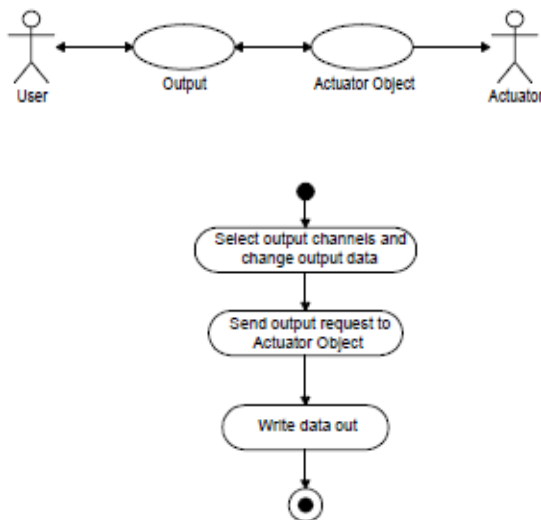 User
Output
Actuator Object
Actuator
Select output channels and
change output data
Send output request to
Actuator Object
Write data out